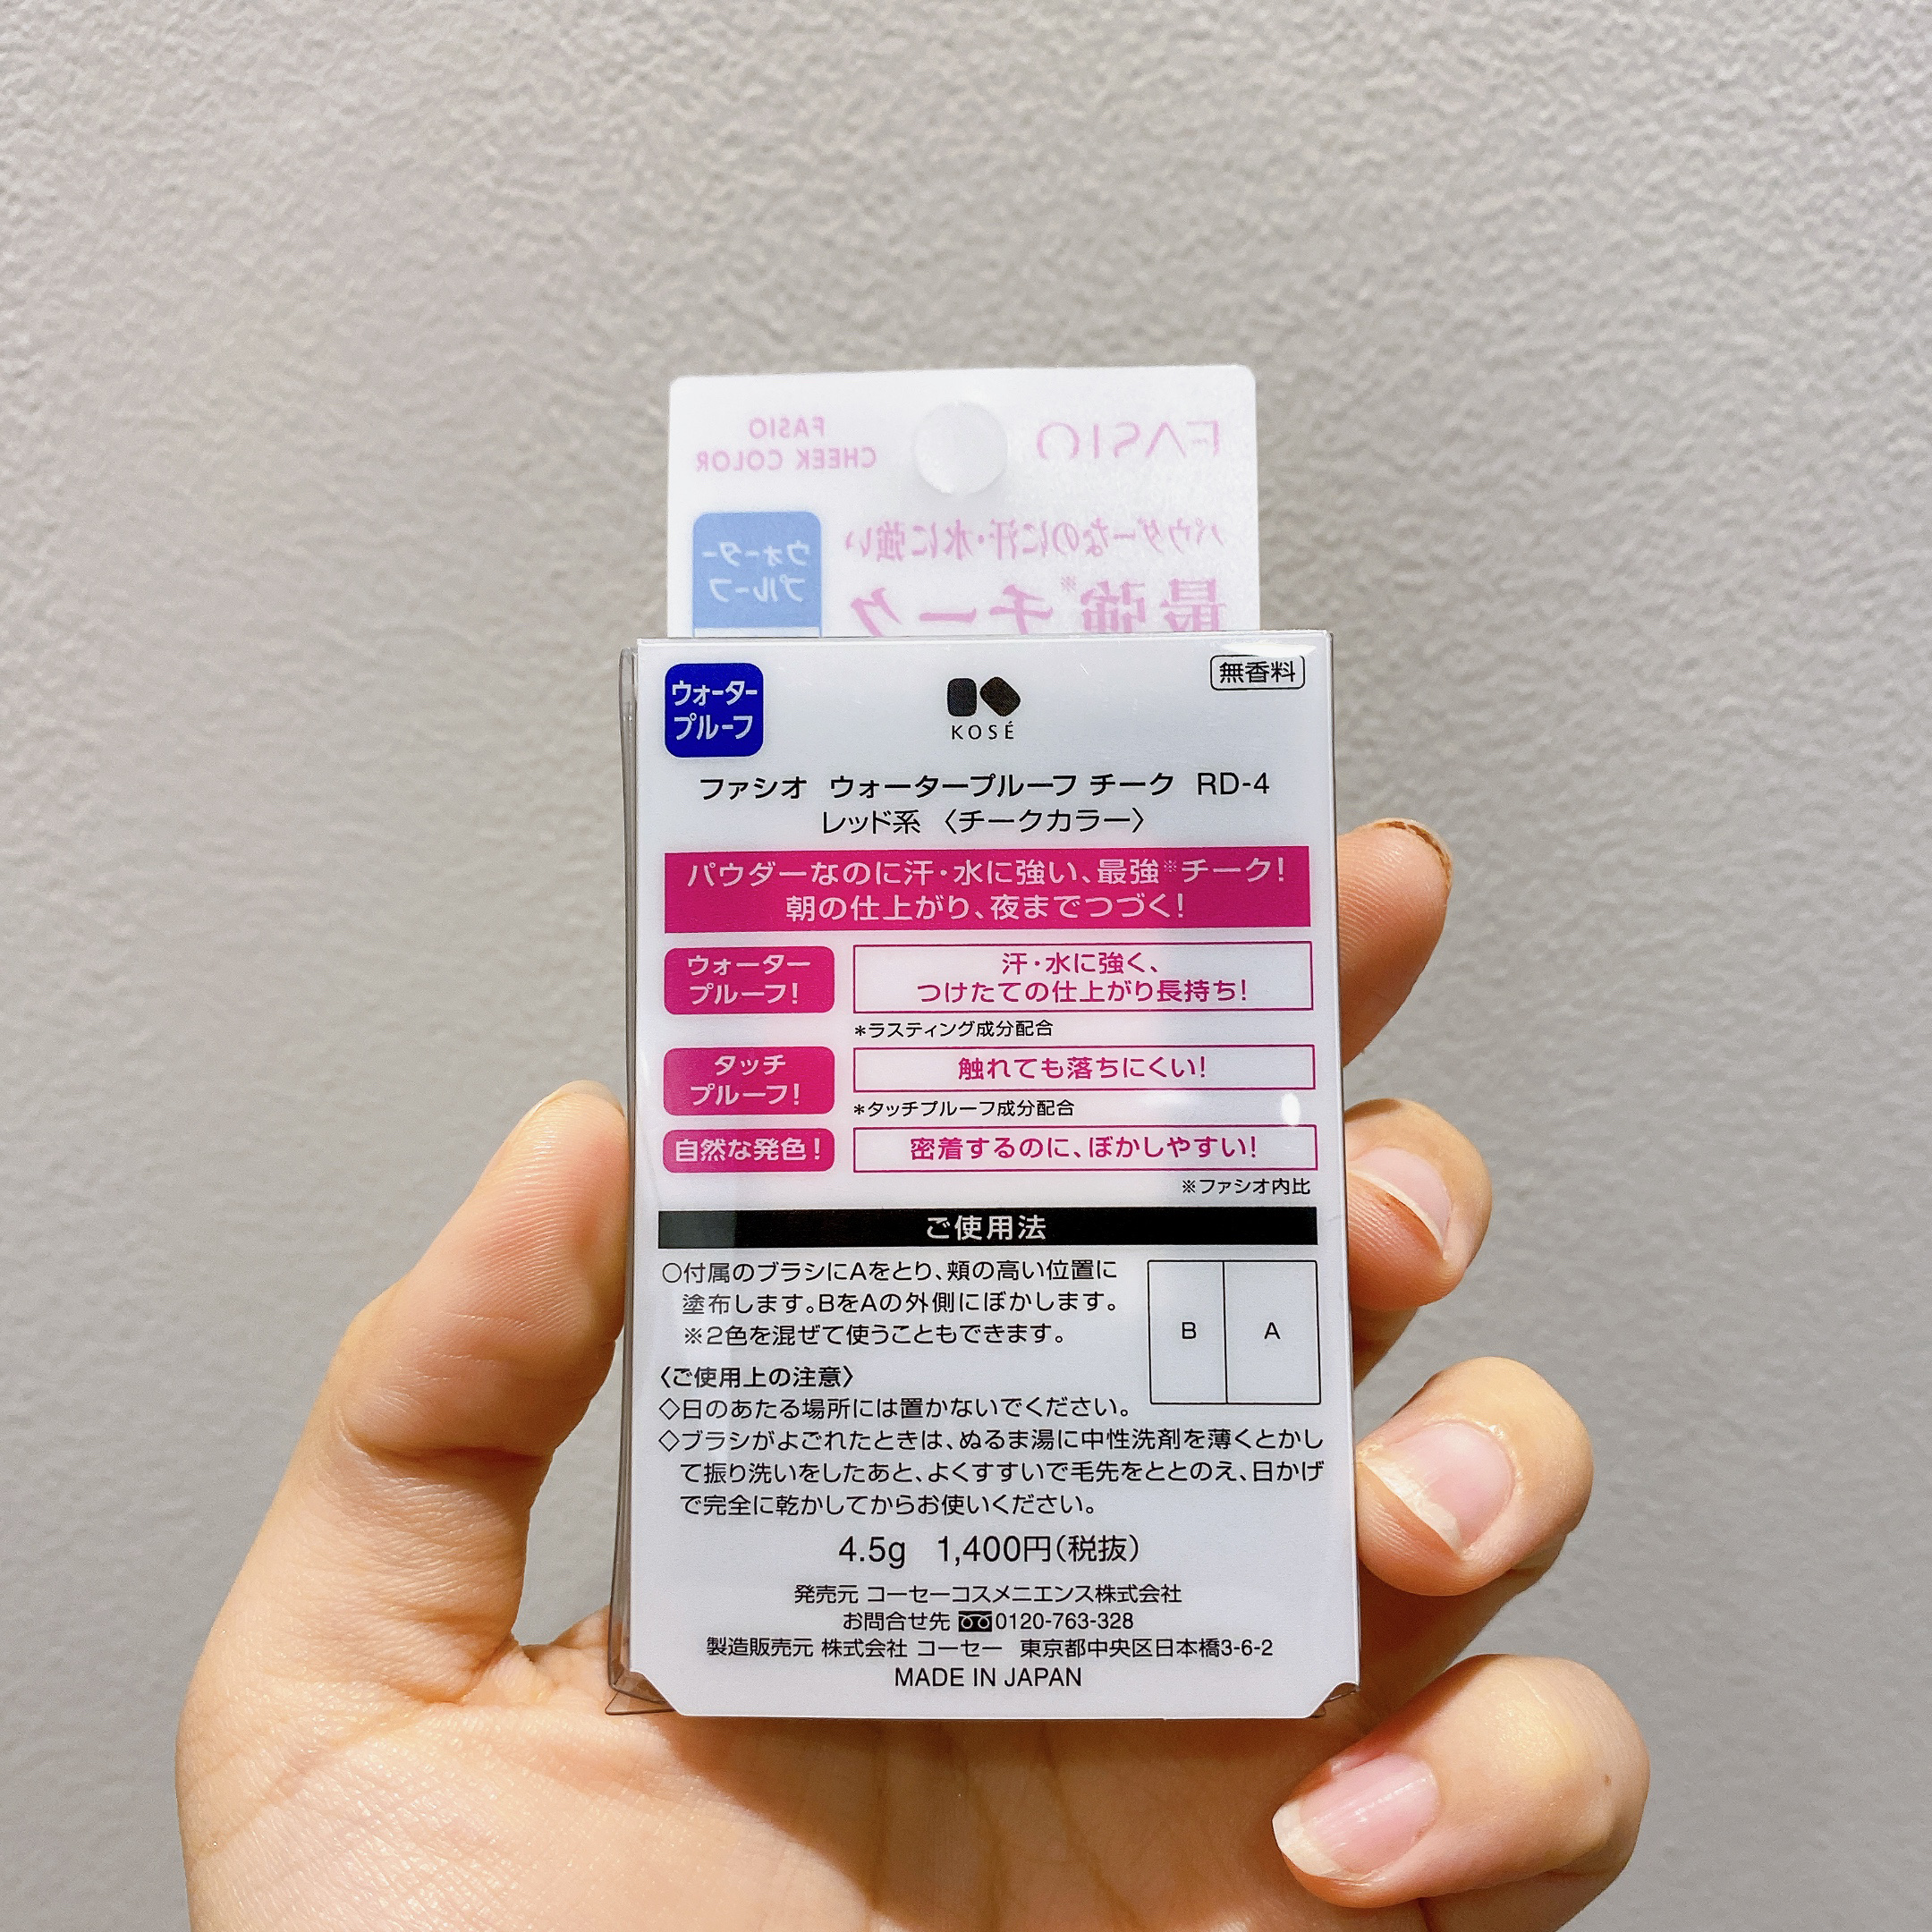 FASIO
FASIO
CHEEK COLOR
パウダーなのに汗・水に強い
最強※チーク
ウォーター
プルーフ
ウォーター
プルーフ
KOSÉ
無香料
ファシオ ウォータープルーフ チーク RD-4
レッド系 〈チークカラー〉
パウダーなのに汗・水に強い、最強※チーク!
朝の仕上がり、夜までつづく!
ウォーター
プルーフ!
汗・水に強く、
つけたての仕上がり長持ち!
*ラスティング成分配合
タッチ
プルーフ!
触れても落ちにくい!
*タッチプルーフ成分配合
自然な発色!
密着するのに、ぼかしやすい!
※ファシオ内比
ご使用法
○付属のブラシにAをとり、頬の高い位置に
塗布します。BをAの外側にぼかします。
※2色を混ぜて使うこともできます。
B A
〈ご使用上の注意〉
◇日のあたる場所には置かないでください。
◇ブラシがよごれたときは、ぬるま湯に中性洗剤を薄くとかし
て振り洗いをしたあと、よくすすいで毛先をととのえ、日かげ
で完全に乾かしてからお使いください。
4.5g 1,400円(税抜)
発売元 コーセーコスメニエンス株式会社
お問合せ先 0120-763-328
製造販売元 株式会社 コーセー 東京都中央区日本橋3-6-2
MADE IN JAPAN